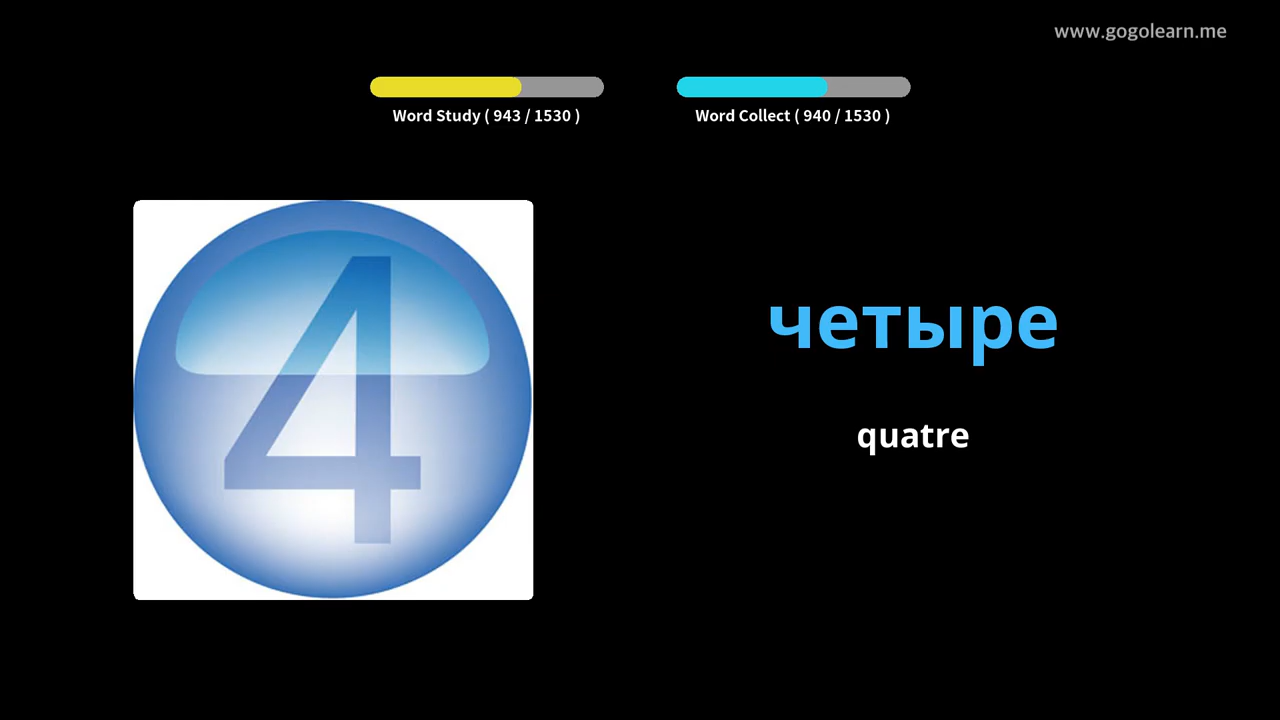 www.gogolearn.me
Word Study ( 943 / 1530 )
Word Collect ( 940 / 1530 )
4
четыре
quatre